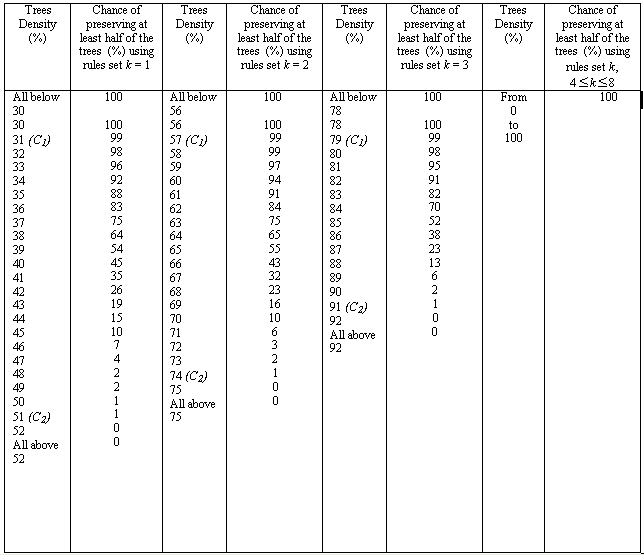 Trees Density (%) | Chance of preserving at least half of the trees (%) using rules set k = 1 | Trees Density (%) | Chance of preserving at least half of the trees (%) using rules set k = 2 | Trees Density (%) | Chance of preserving at least half of the trees (%) using rules set k = 3 | Trees Density (%) | Chance of preserving at least half of the trees (%) using rules set k, 4≤k≤8
All below 30 | 100 | All below 56 | 100 | All below 78 | 100 | From 0 to 100 | 100
30 | 100 | 56 | 100 | 78 | 100
31 (C1) | 99 | 57 (C1) | 99 | 79 (C1) | 99
32 | 98 | 58 | 99 | 80 | 98
33 | 96 | 59 | 97 | 81 | 95
34 | 92 | 60 | 94 | 82 | 91
35 | 88 | 61 | 91 | 83 | 82
36 | 83 | 62 | 84 | 84 | 70
37 | 75 | 63 | 75 | 85 | 52
38 | 64 | 64 | 65 | 86 | 38
39 | 54 | 65 | 55 | 87 | 23
40 | 45 | 66 | 43 | 88 | 13
41 | 35 | 67 | 32 | 89 | 6
42 | 26 | 68 | 23 | 90 | 2
43 | 19 | 69 | 16 | 91 (C2) | 1
44 | 15 | 70 | 10 | 92 | 0
45 | 10 | 71 | 6 | All above 92 | 0
46 | 7 | 72 | 3
47 | 4 | 73 | 2
48 | 2 | 74 (C2) | 1
49 | 2 | 75 | 0
50 | 1 | All above 75 | 0
51 (C2) | 1
52 | 0
All above 52 | 0